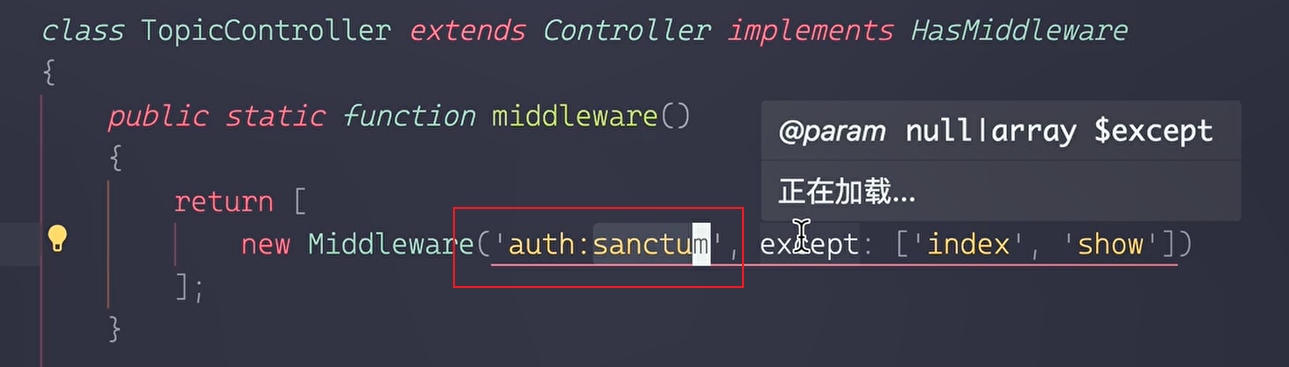 class TopicController extends Controller implements HasMiddleware
{
public static function middleware()
@param null|array $except
{
正在加载...
return [
new Middleware('auth:sanctum', except: ['index', 'show'])
];
}